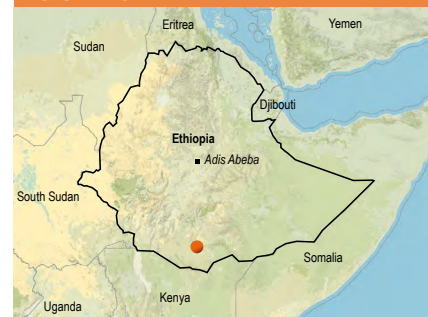 Eritrea
Yemen
Sudan
Djibouti
Ethiopia
Adis Abeba
South Sudan
Somalia
Kenya
Uganda